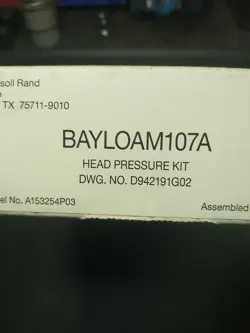 soll Rand
TX 75711-9010
BAYLOAM107A
HEAD PRESSURE KIT
DWG. NO. D942191G02
el No. A153254P03
Assembled